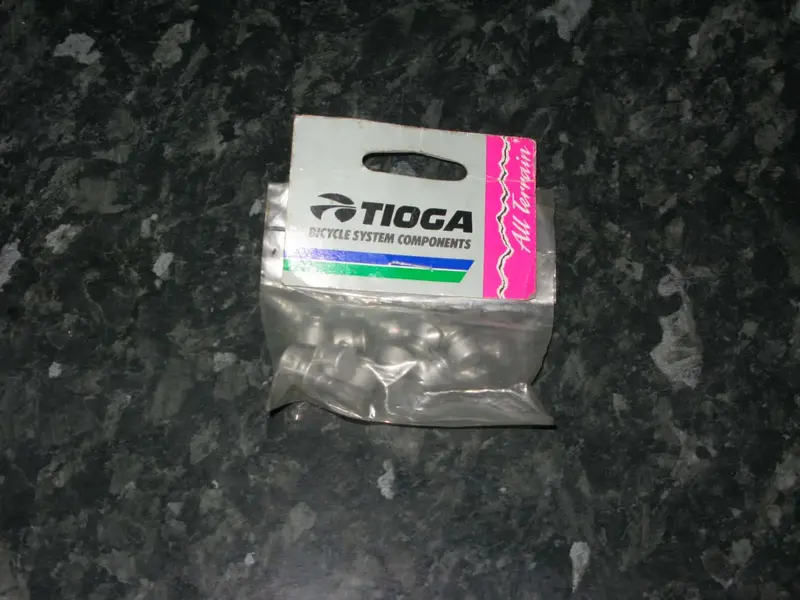 TIOGA
BICYCLE SYSTEM COMPONENTS
All Terrain